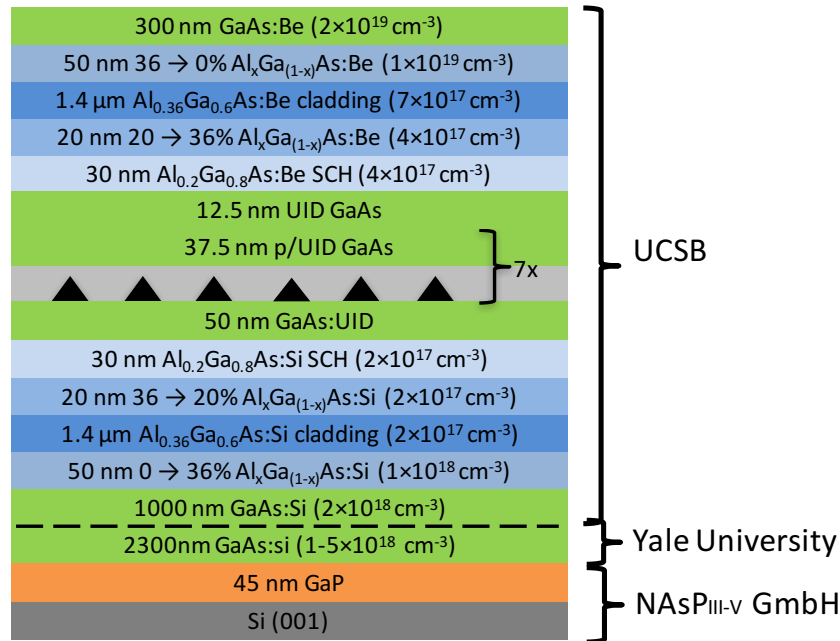 300 nm GaAs:Be (2×10¹⁹ cm⁻³)
50 nm 36 → 0% AlₓGa₍₁₋ₓ₎As:Be (1×10¹⁹ cm⁻³)
1.4 μm Al₀.₃₆Ga₀.₆As:Be cladding (7×10¹⁷ cm⁻³)
20 nm 20 → 36% AlₓGa₍₁₋ₓ₎As:Be (4×10¹⁷ cm⁻³)
30 nm Al₀.₂Ga₀.₈As:Be SCH (4×10¹⁷ cm⁻³)
12.5 nm UID GaAs
37.5 nm p/UID GaAs
7x
UCSB
50 nm GaAs:UID
30 nm Al₀.₂Ga₀.₈As:Si SCH (2×10¹⁷ cm⁻³)
20 nm 36 → 20% AlₓGa₍₁₋ₓ₎As:Si (2×10¹⁷ cm⁻³)
1.4 μm Al₀.₃₆Ga₀.₆As:Si cladding (2×10¹⁷ cm⁻³)
50 nm 0 → 36% AlₓGa₍₁₋ₓ₎As:Si (1×10¹⁸ cm⁻³)
1000 nm GaAs:Si (2×10¹⁸ cm⁻³)
2300nm GaAs:si (1-5×10¹⁸ cm⁻³)
Yale University
45 nm GaP
NAsP III-V GmbH
Si (001)